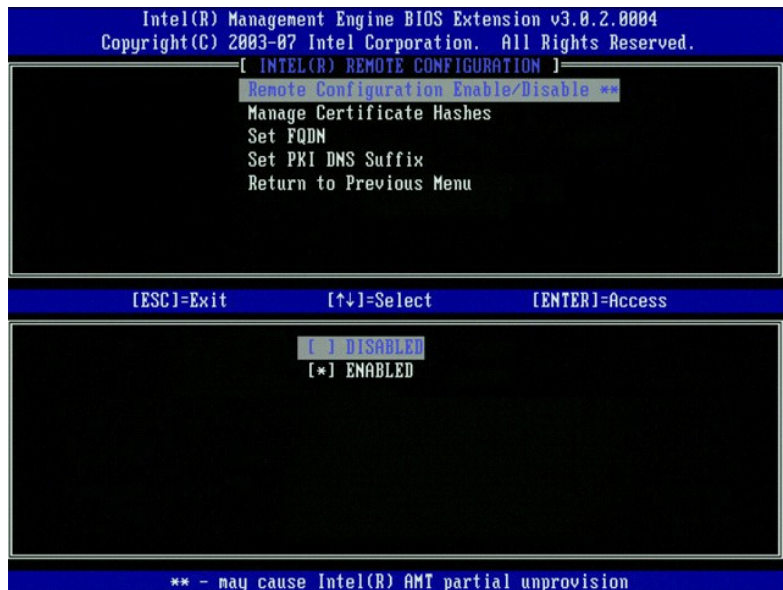 Intel(R) Management Engine BIOS Extension v3.0.2.0004
Copyright(C) 2003-07 Intel Corporation. All Rights Reserved.
[ INTEL(R) REMOTE CONFIGURATION ]
Remote Configuration Enable/Disable **
Manage Certificate Hashes
Set FQDN
Set PKI DNS Suffix
Return to Previous Menu
[ESC]=Exit [↑↓]=Select [ENTER]=Access
[ ] DISABLED
[*] ENABLED
** - may cause Intel(R) AMT partial unprovision